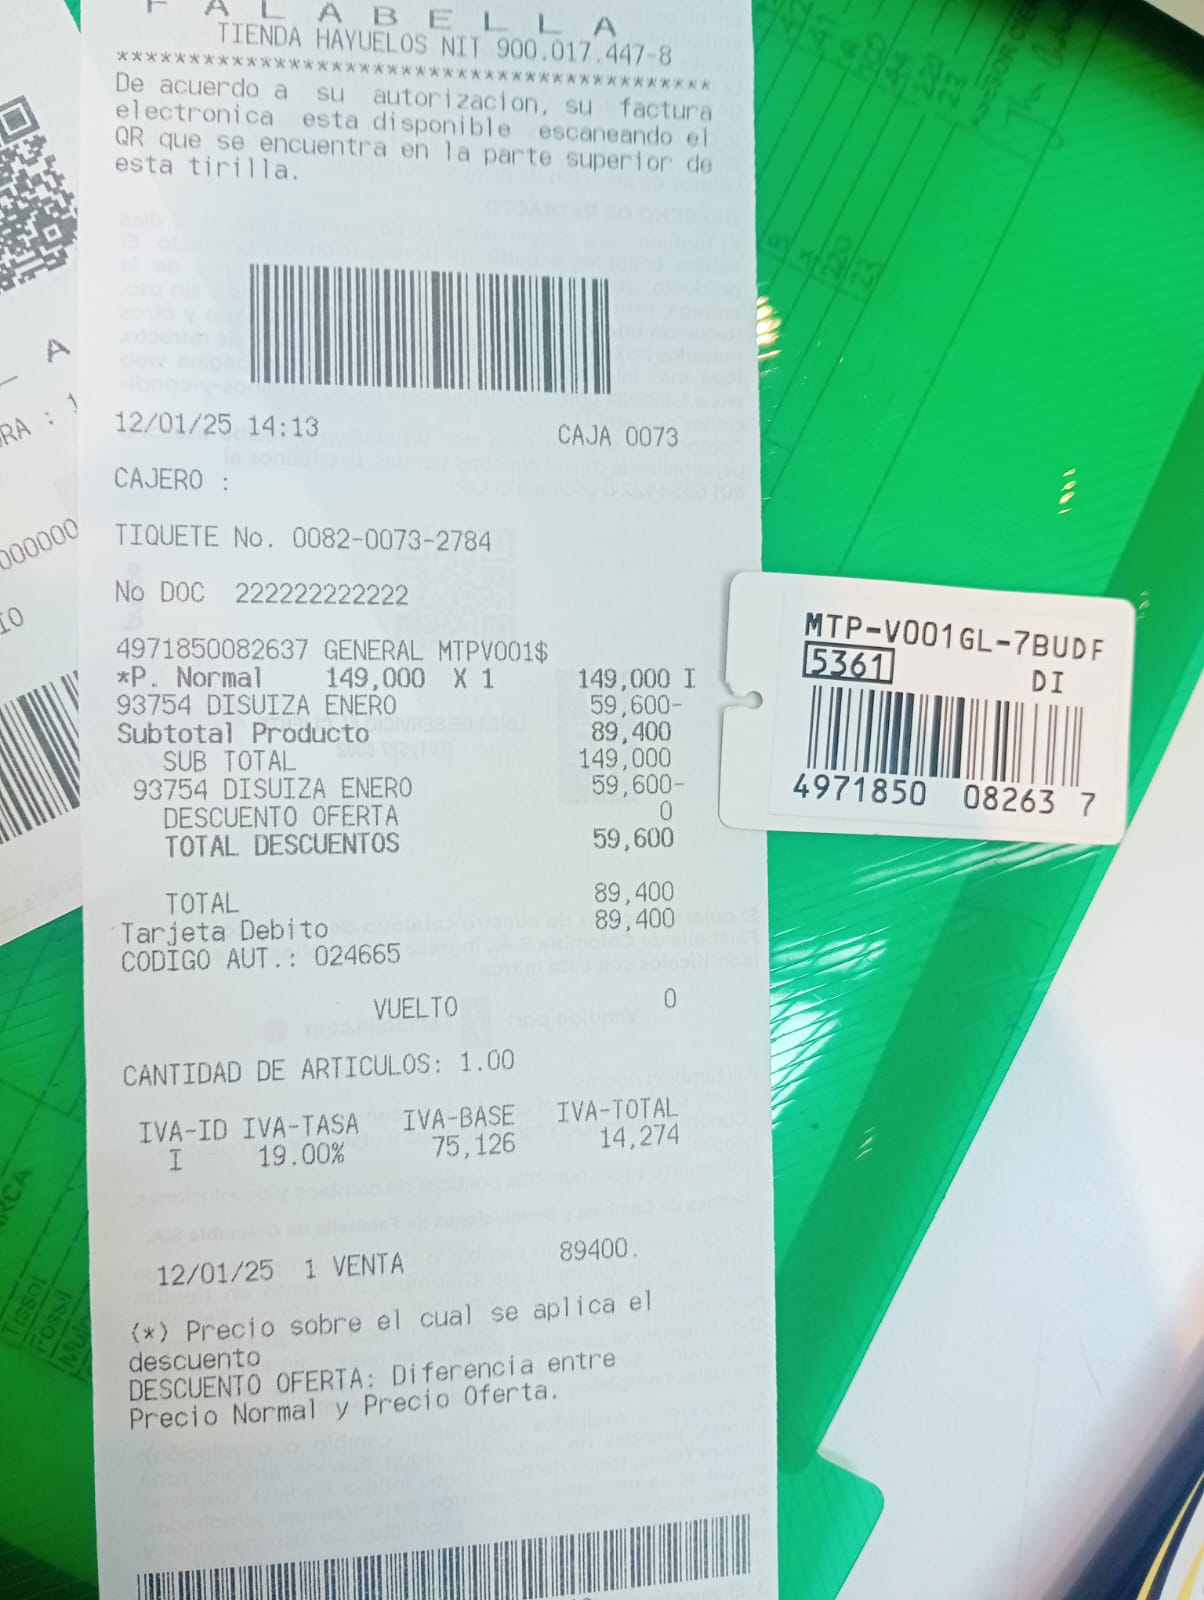 F A L A B E L L A
TIENDA HAYUELOS NIT 900.017.447-8
******************************************
De acuerdo a su autorizacion, su factura
electronica esta disponible escaneando el
QR que se encuentra en la parte superior de
esta tirilla.
12/01/25 14:13 CAJA 0073
CAJERO :
TIQUETE No. 0082-0073-2784
No DOC 222222222222
4971850082637 GENERAL MTPV001$
*P. Normal 149,000 X 1 149,000 I
93754 DISUIZA ENERO 59,600-
Subtotal Producto 89,400
SUB TOTAL 149,000
93754 DISUIZA ENERO 59,600-
DESCUENTO OFERTA 0
TOTAL DESCUENTOS 59,600
TOTAL 89,400
Tarjeta Debito 89,400
CODIGO AUT.: 024665
VUELTO 0
CANTIDAD DE ARTICULOS: 1.00
IVA-ID IVA-TASA IVA-BASE IVA-TOTAL
I 19.00% 75,126 14,274
12/01/25 1 VENTA 89400.
(*) Precio sobre el cual se aplica el
descuento
DESCUENTO OFERTA: Diferencia entre
Precio Normal y Precio Oferta.
MTP-V001GL-7BUDF
5361 DI
4971850 08263 7
Tissot
Fossil